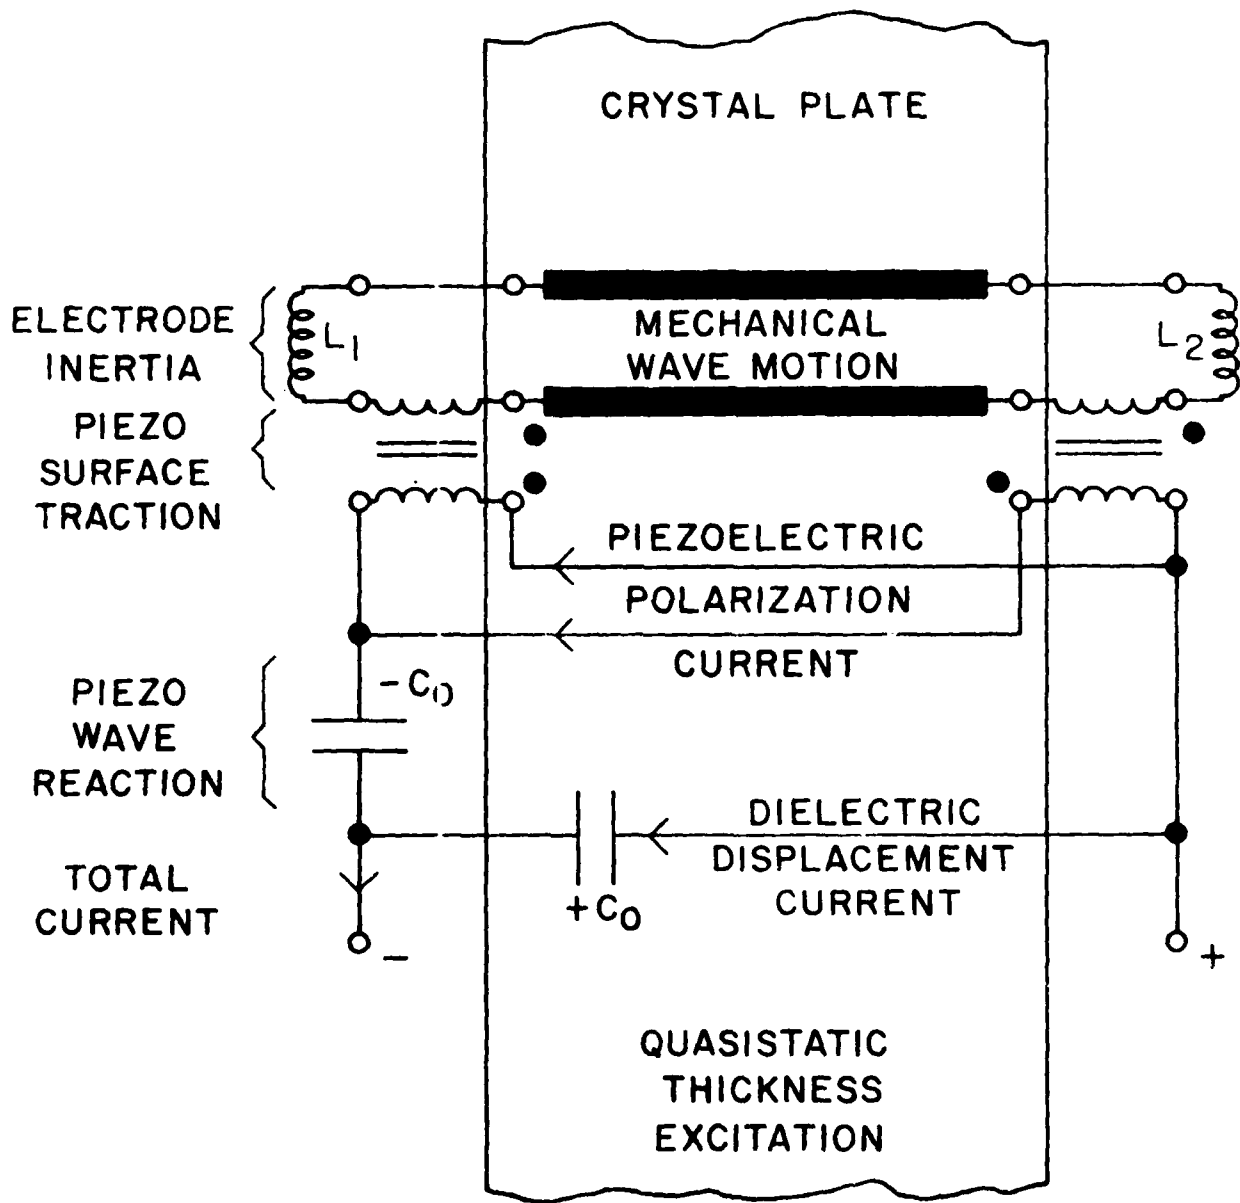 CRYSTAL PLATE
ELECTRODE
INERTIA
L1
MECHANICAL
WAVE MOTION
L2
PIEZO
SURFACE
TRACTION
PIEZOELECTRIC
POLARIZATION
CURRENT
PIEZO
WAVE
REACTION
-C0
DIELECTRIC
DISPLACEMENT
CURRENT
+C0
TOTAL
CURRENT
-
+
QUASISTATIC
THICKNESS
EXCITATION